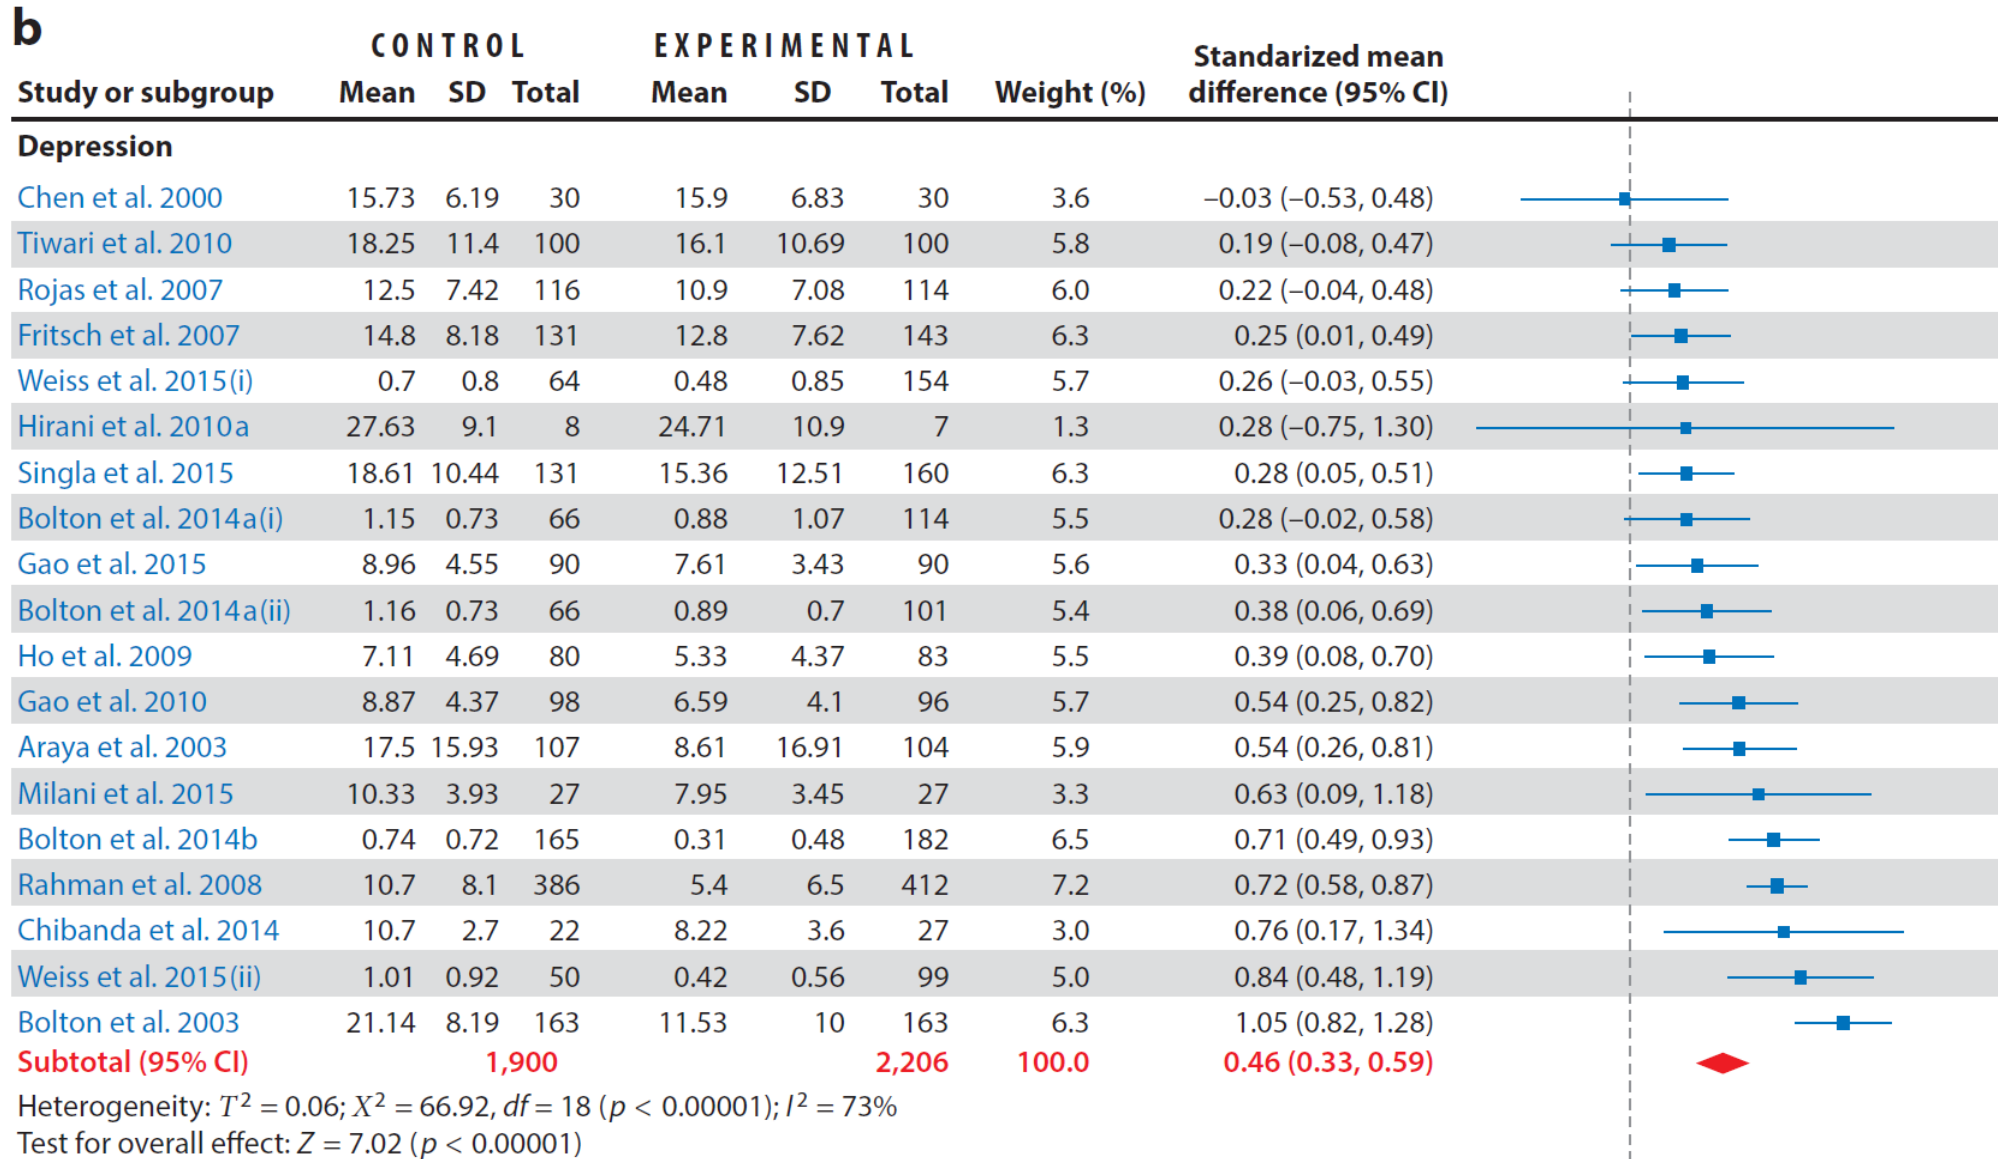 b
CONTROL EXPERIMENTAL Standarized mean
Study or subgroup Mean SD Total Mean SD Total Weight (%) difference (95% CI)
Depression
Chen et al. 2000 15.73 6.19 30 15.9 6.83 30 3.6 –0.03 (–0.53, 0.48)
Tiwari et al. 2010 18.25 11.4 100 16.1 10.69 100 5.8 0.19 (–0.08, 0.47)
Rojas et al. 2007 12.5 7.42 116 10.9 7.08 114 6.0 0.22 (–0.04, 0.48)
Fritsch et al. 2007 14.8 8.18 131 12.8 7.62 143 6.3 0.25 (0.01, 0.49)
Weiss et al. 2015(i) 0.7 0.8 64 0.48 0.85 154 5.7 0.26 (–0.03, 0.55)
Hirani et al. 2010a 27.63 9.1 8 24.71 10.9 7 1.3 0.28 (–0.75, 1.30)
Singla et al. 2015 18.61 10.44 131 15.36 12.51 160 6.3 0.28 (0.05, 0.51)
Bolton et al. 2014a(i) 1.15 0.73 66 0.88 1.07 114 5.5 0.28 (–0.02, 0.58)
Gao et al. 2015 8.96 4.55 90 7.61 3.43 90 5.6 0.33 (0.04, 0.63)
Bolton et al. 2014a(ii) 1.16 0.73 66 0.89 0.7 101 5.4 0.38 (0.06, 0.69)
Ho et al. 2009 7.11 4.69 80 5.33 4.37 83 5.5 0.39 (0.08, 0.70)
Gao et al. 2010 8.87 4.37 98 6.59 4.1 96 5.7 0.54 (0.25, 0.82)
Araya et al. 2003 17.5 15.93 107 8.61 16.91 104 5.9 0.54 (0.26, 0.81)
Milani et al. 2015 10.33 3.93 27 7.95 3.45 27 3.3 0.63 (0.09, 1.18)
Bolton et al. 2014b 0.74 0.72 165 0.31 0.48 182 6.5 0.71 (0.49, 0.93)
Rahman et al. 2008 10.7 8.1 386 5.4 6.5 412 7.2 0.72 (0.58, 0.87)
Chibanda et al. 2014 10.7 2.7 22 8.22 3.6 27 3.0 0.76 (0.17, 1.34)
Weiss et al. 2015(ii) 1.01 0.92 50 0.42 0.56 99 5.0 0.84 (0.48, 1.19)
Bolton et al. 2003 21.14 8.19 163 11.53 10 163 6.3 1.05 (0.82, 1.28)
Subtotal (95% CI) 1,900 2,206 100.0 0.46 (0.33, 0.59)
Heterogeneity: T² = 0.06; X² = 66.92, df = 18 (p < 0.00001); I² = 73%
Test for overall effect: Z = 7.02 (p < 0.00001)